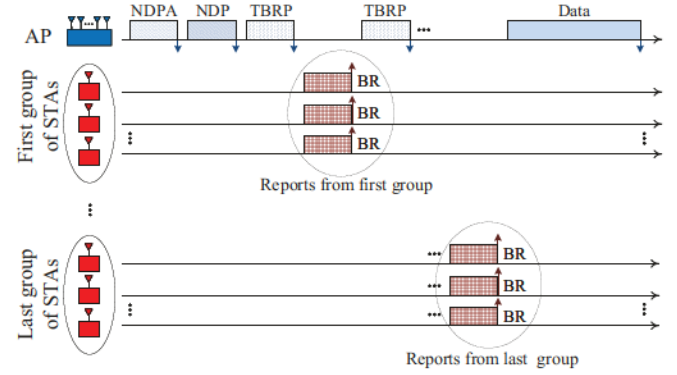 NDPA NDP TBRP TBRP Data
AP
...
First group
of STAs
BR
BR
BR
Reports from first group
Last group
of STAs
BR
BR
BR
Reports from last group